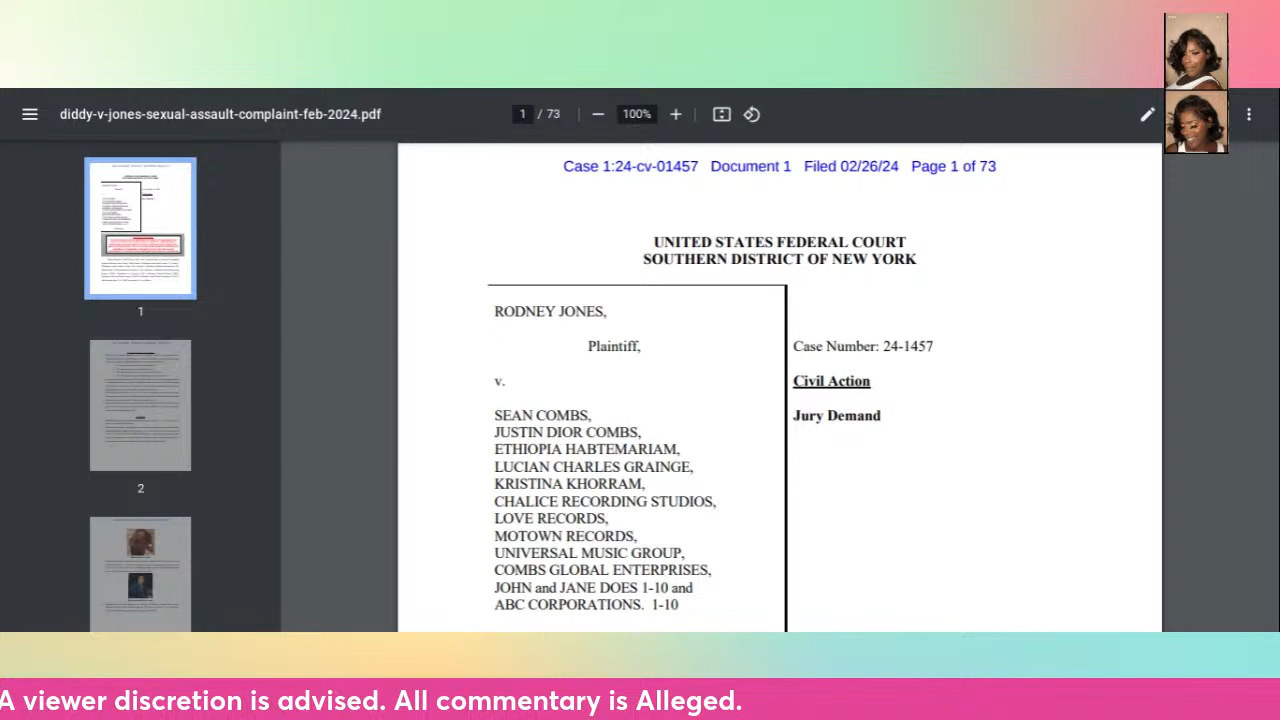 diddy-v-jones-sexual-assault-complaint-feb-2024.pdf
1 / 73
100%
Case 1:24-cv-01457 Document 1 Filed 02/26/24 Page 1 of 73
UNITED STATES FEDERAL COURT
SOUTHERN DISTRICT OF NEW YORK
RODNEY JONES,
Plaintiff,
Case Number: 24-1457
v.
Civil Action
SEAN COMBS,
Jury Demand
JUSTIN DIOR COMBS,
ETHIOPIA HABTEMARIAM,
LUCIAN CHARLES GRAINGE,
KRISTINA KHORRAM,
CHALICE RECORDING STUDIOS,
LOVE RECORDS,
MOTOWN RECORDS,
UNIVERSAL MUSIC GROUP,
COMBS GLOBAL ENTERPRISES,
JOHN and JANE DOES 1-10 and
ABC CORPORATIONS. 1-10
1
2
A viewer discretion is advised. All commentary is Alleged.